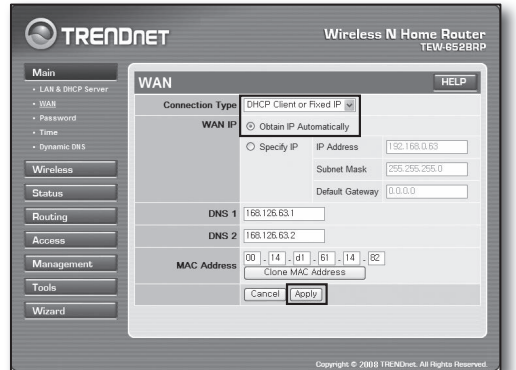 TRENDNET
Wireless N Home Router
TEW-652BRP
Main
• LAN & DHCP Server
• WAN
• Password
• Time
• Dynamic DNS
Wireless
Status
Routing
Access
Management
Tools
Wizard
WAN
HELP
Connection Type DHCP Client or Fixed IP
WAN IP Obtain IP Automatically
Specify IP IP Address 192.168.0.63
Subnet Mask 255.255.255.0
Default Gateway 0.0.0.0
DNS 1 168.126.63.1
DNS 2 168.126.63.2
MAC Address 00 - 14 - d1 - 61 - 14 - 82
Clone MAC Address
Cancel Apply
Copyright © 2008 TRENDnet. All Rights Reserved.